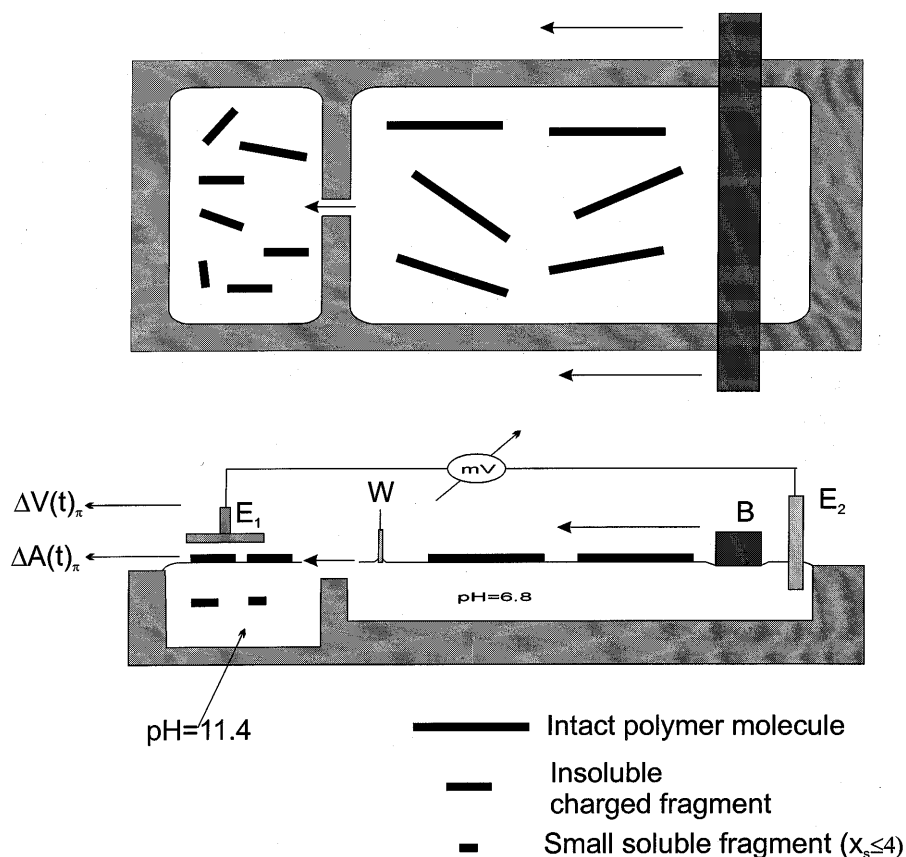 mV
W
ΔV(t)π
E1
B
E2
ΔA(t)π
pH=6.8
pH=11.4
Intact polymer molecule
Insoluble
charged fragment
Small soluble fragment (xs≤4)